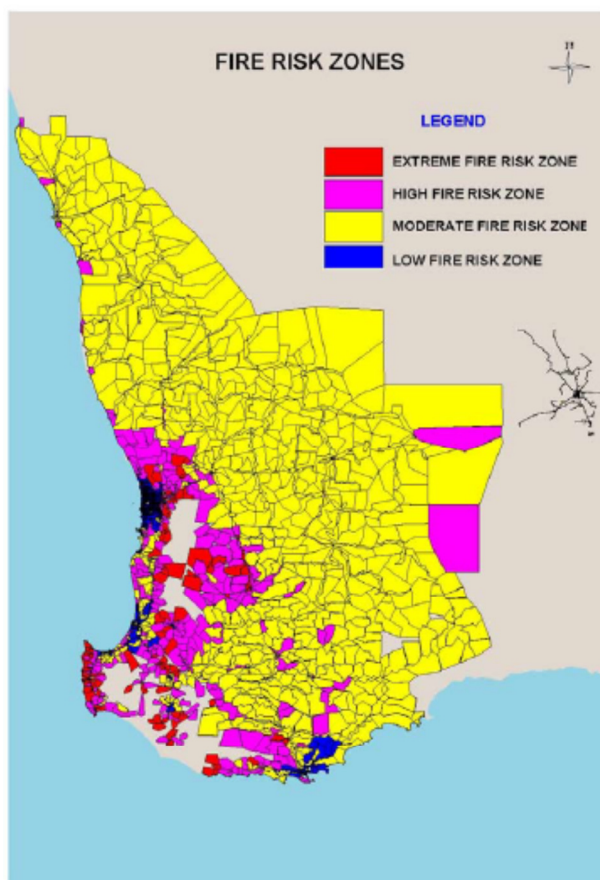 FIRE RISK ZONES
N
LEGEND
EXTREME FIRE RISK ZONE
HIGH FIRE RISK ZONE
MODERATE FIRE RISK ZONE
LOW FIRE RISK ZONE